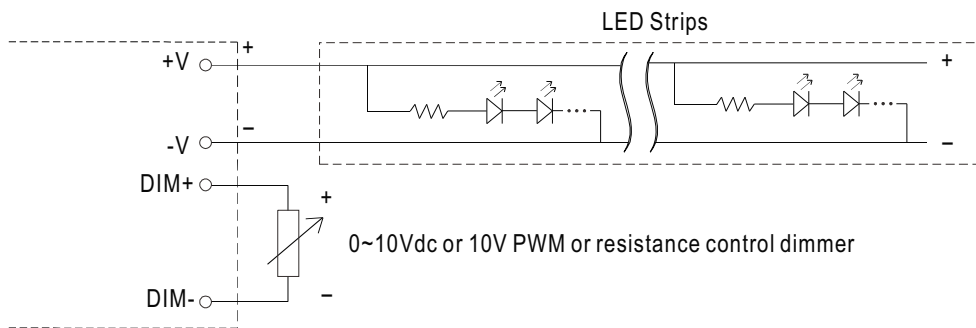 LED Strips
+V
+
+
-V
−
−
DIM+
+
0~10Vdc or 10V PWM or resistance control dimmer
DIM-
−